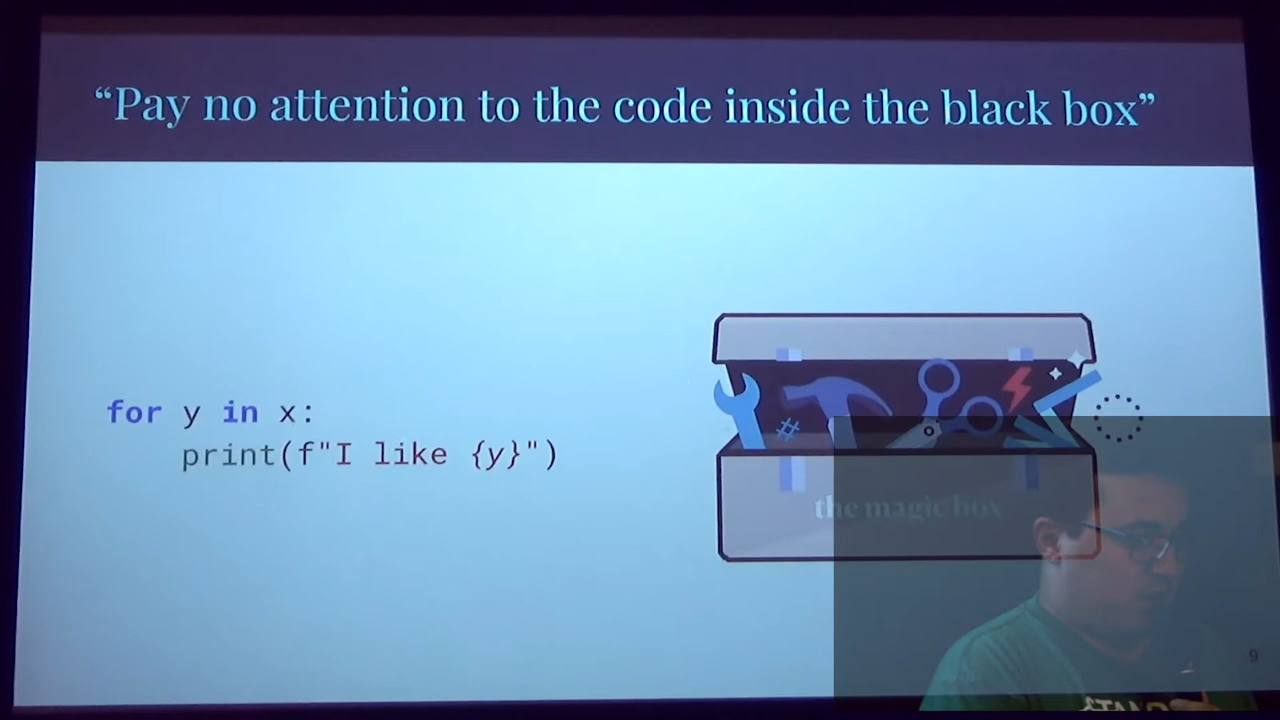 “Pay no attention to the code inside the black box”
for y in x:
    print(f"I like {y}")
the magic box
9